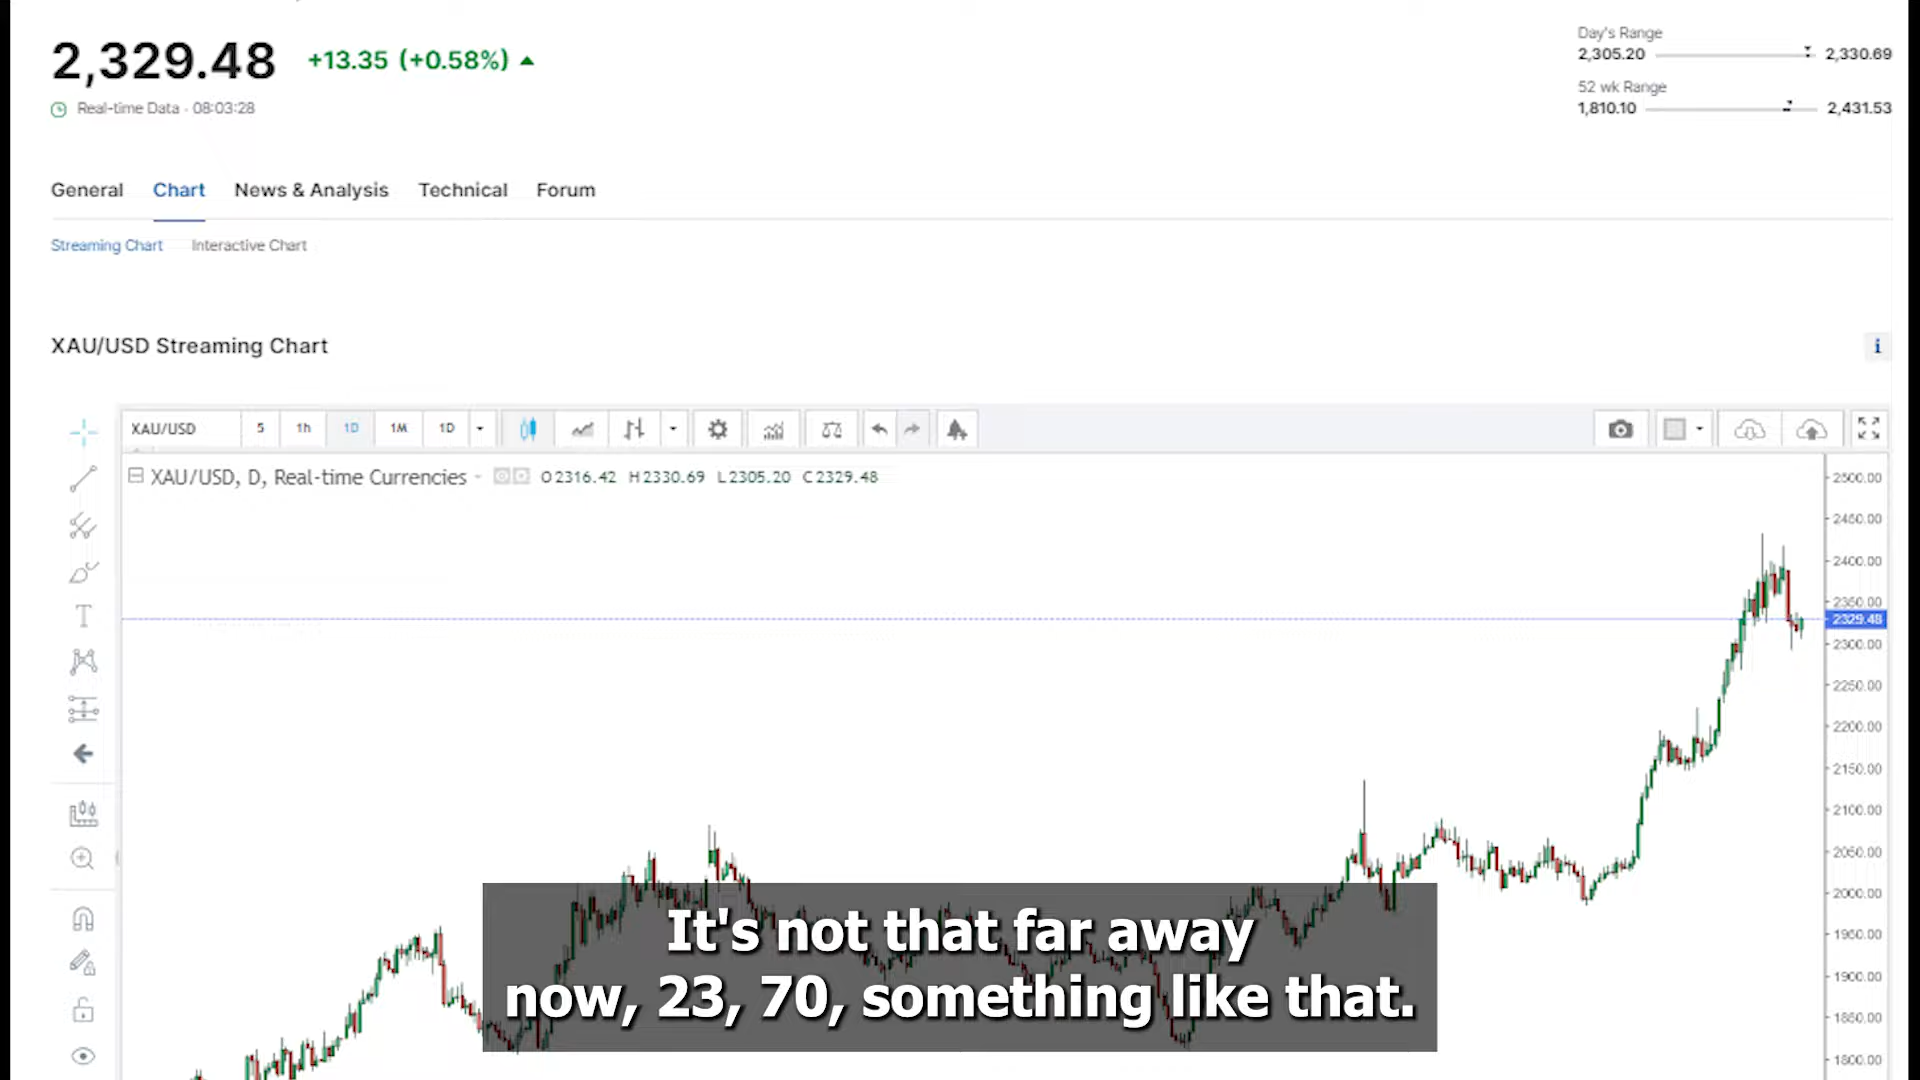 2,329.48 +13.35 (+0.58%)
Real-time Data · 08:03:28
Day's Range
2,305.20 2,330.69
52 wk Range
1,810.10 2,431.53
General Chart News & Analysis Technical Forum
Streaming Chart Interactive Chart
XAU/USD Streaming Chart
i
XAU/USD 5 1h 1D 1M 1D
XAU/USD, D, Real-time Currencies O2316.42 H2330.69 L2305.20 C2329.48
T
2500.00
2450.00
2400.00
2350.00
2329.48
2300.00
2250.00
2200.00
2150.00
2100.00
2050.00
2000.00
1950.00
1900.00
1850.00
1800.00
It's not that far away
now, 23, 70, something like that.